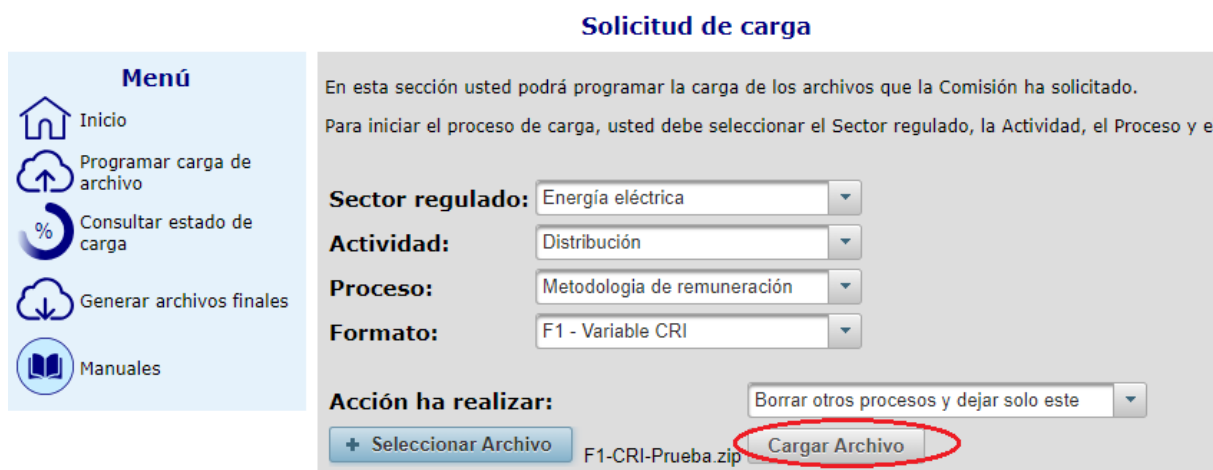 Solicitud de carga
Menú
Inicio
Programar carga de
archivo
%
Consultar estado de
carga
Generar archivos finales
Manuales
En esta sección usted podrá programar la carga de los archivos que la Comisión ha solicitado.
Para iniciar el proceso de carga, usted debe seleccionar el Sector regulado, la Actividad, el Proceso y e
Sector regulado: Energía eléctrica
Actividad: Distribución
Proceso: Metodologia de remuneración
Formato: F1 - Variable CRI
Acción ha realizar: Borrar otros procesos y dejar solo este
+ Seleccionar Archivo F1-CRI-Prueba.zip Cargar Archivo